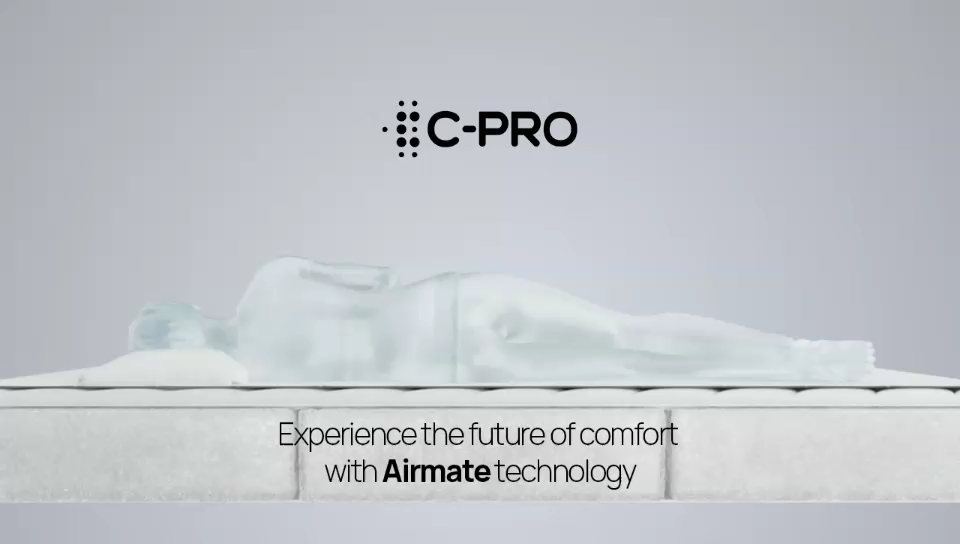 C-PRO
Experience the future of comfort
with Airmate technology